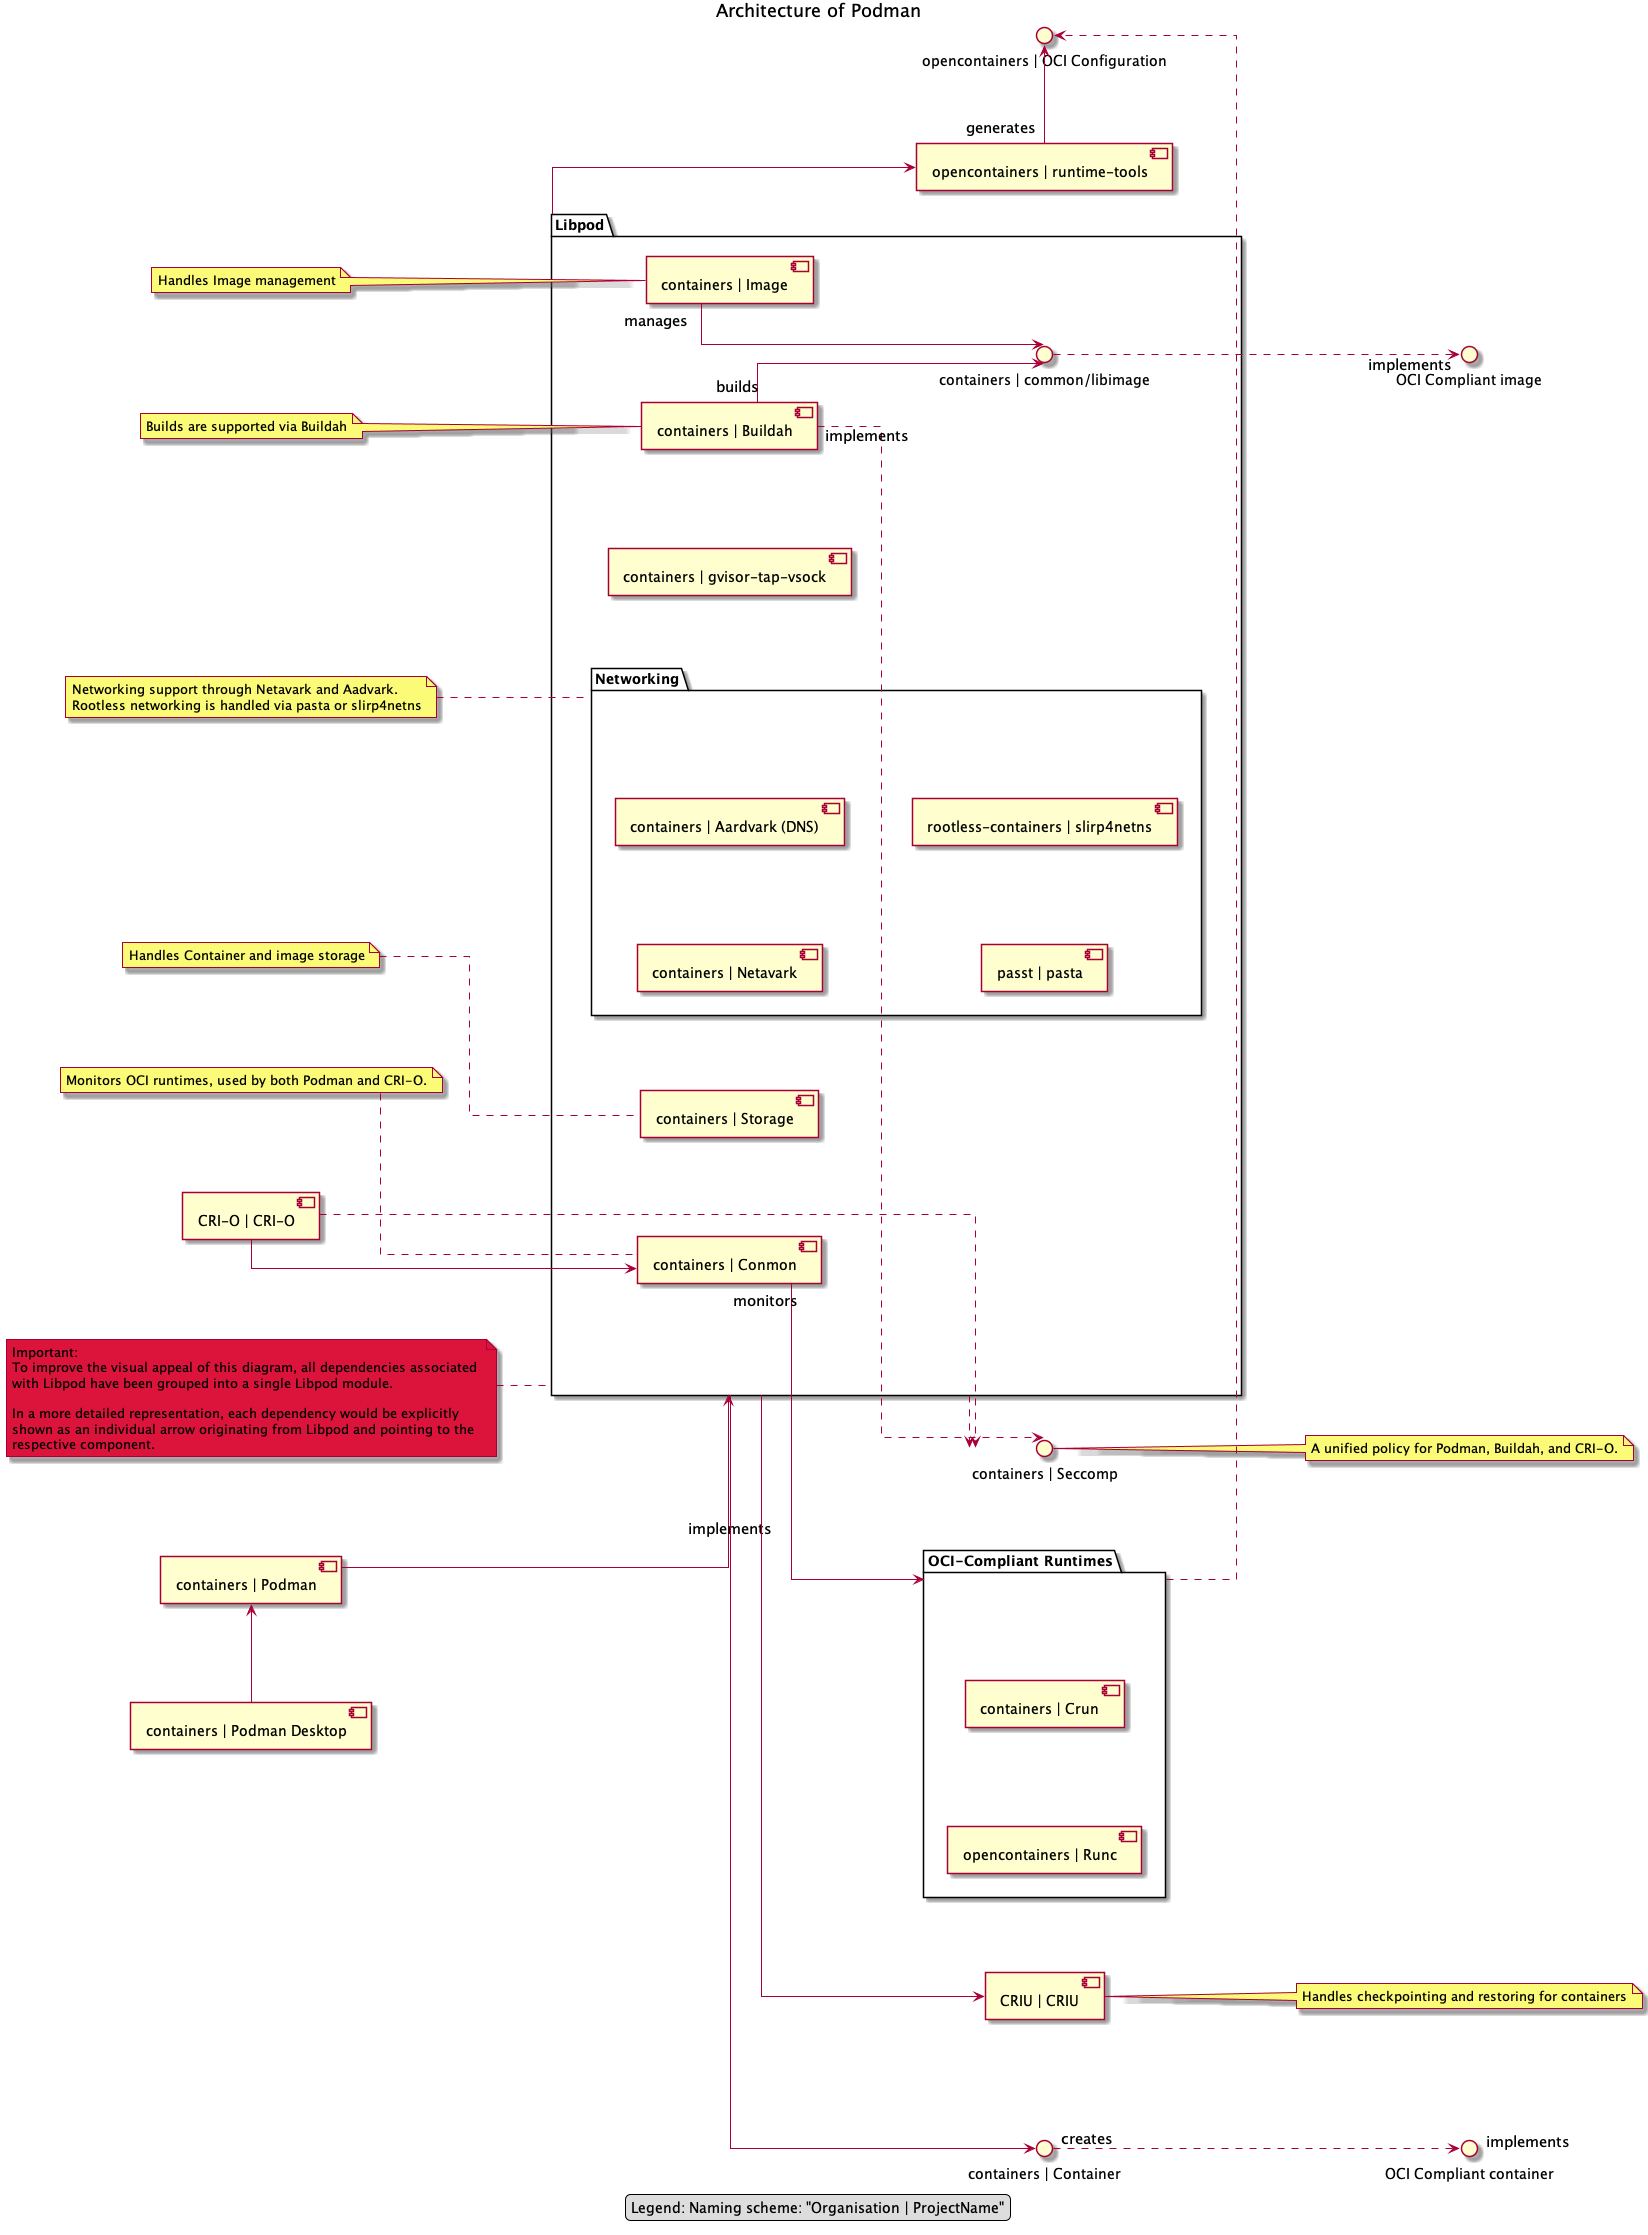 Architecture of Podman
opencontainers | OCI Configuration
generates
opencontainers | runtime-tools
Libpod
Handles Image management
containers | Image
manages
containers | common/libimage
implements
OCI Compliant image
builds
Builds are supported via Buildah
containers | Buildah
implements
containers | gvisor-tap-vsock
Networking
Networking support through Netavark and Aadvark.
Rootless networking is handled via pasta or slirp4netns
containers | Aardvark (DNS)
rootless-containers | slirp4netns
Handles Container and image storage
containers | Netavark
passt | pasta
Monitors OCI runtimes, used by both Podman and CRI-O.
containers | Storage
CRI-O | CRI-O
containers | Conmon
monitors
Important:
To improve the visual appeal of this diagram, all dependencies associated
with Libpod have been grouped into a single Libpod module.
In a more detailed representation, each dependency would be explicitly
shown as an individual arrow originating from Libpod and pointing to the
respective component.
A unified policy for Podman, Buildah, and CRI-O.
containers | Seccomp
implements
OCI-Compliant Runtimes
containers | Podman
containers | Crun
containers | Podman Desktop
opencontainers | Runc
CRIU | CRIU
Handles checkpointing and restoring for containers
creates
implements
containers | Container
OCI Compliant container
Legend: Naming scheme: "Organisation | ProjectName"